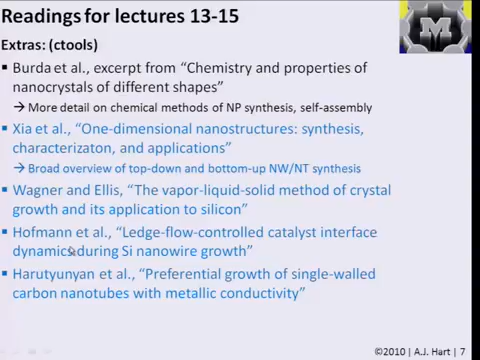 Readings for lectures 13-15
M
Extras: (ctools)
• Burda et al., excerpt from “Chemistry and properties of
nanocrystals of different shapes”
→ More detail on chemical methods of NP synthesis, self-assembly
• Xia et al., “One-dimensional nanostructures: synthesis,
characterizaton, and applications”
→ Broad overview of top-down and bottom-up NW/NT synthesis
• Wagner and Ellis, “The vapor-liquid-solid method of crystal
growth and its application to silicon”
• Hofmann et al., “Ledge-flow-controlled catalyst interface
dynamics during Si nanowire growth”
• Harutyunyan et al., “Preferential growth of single-walled
carbon nanotubes with metallic conductivity”
©2010 | A.J. Hart | 7